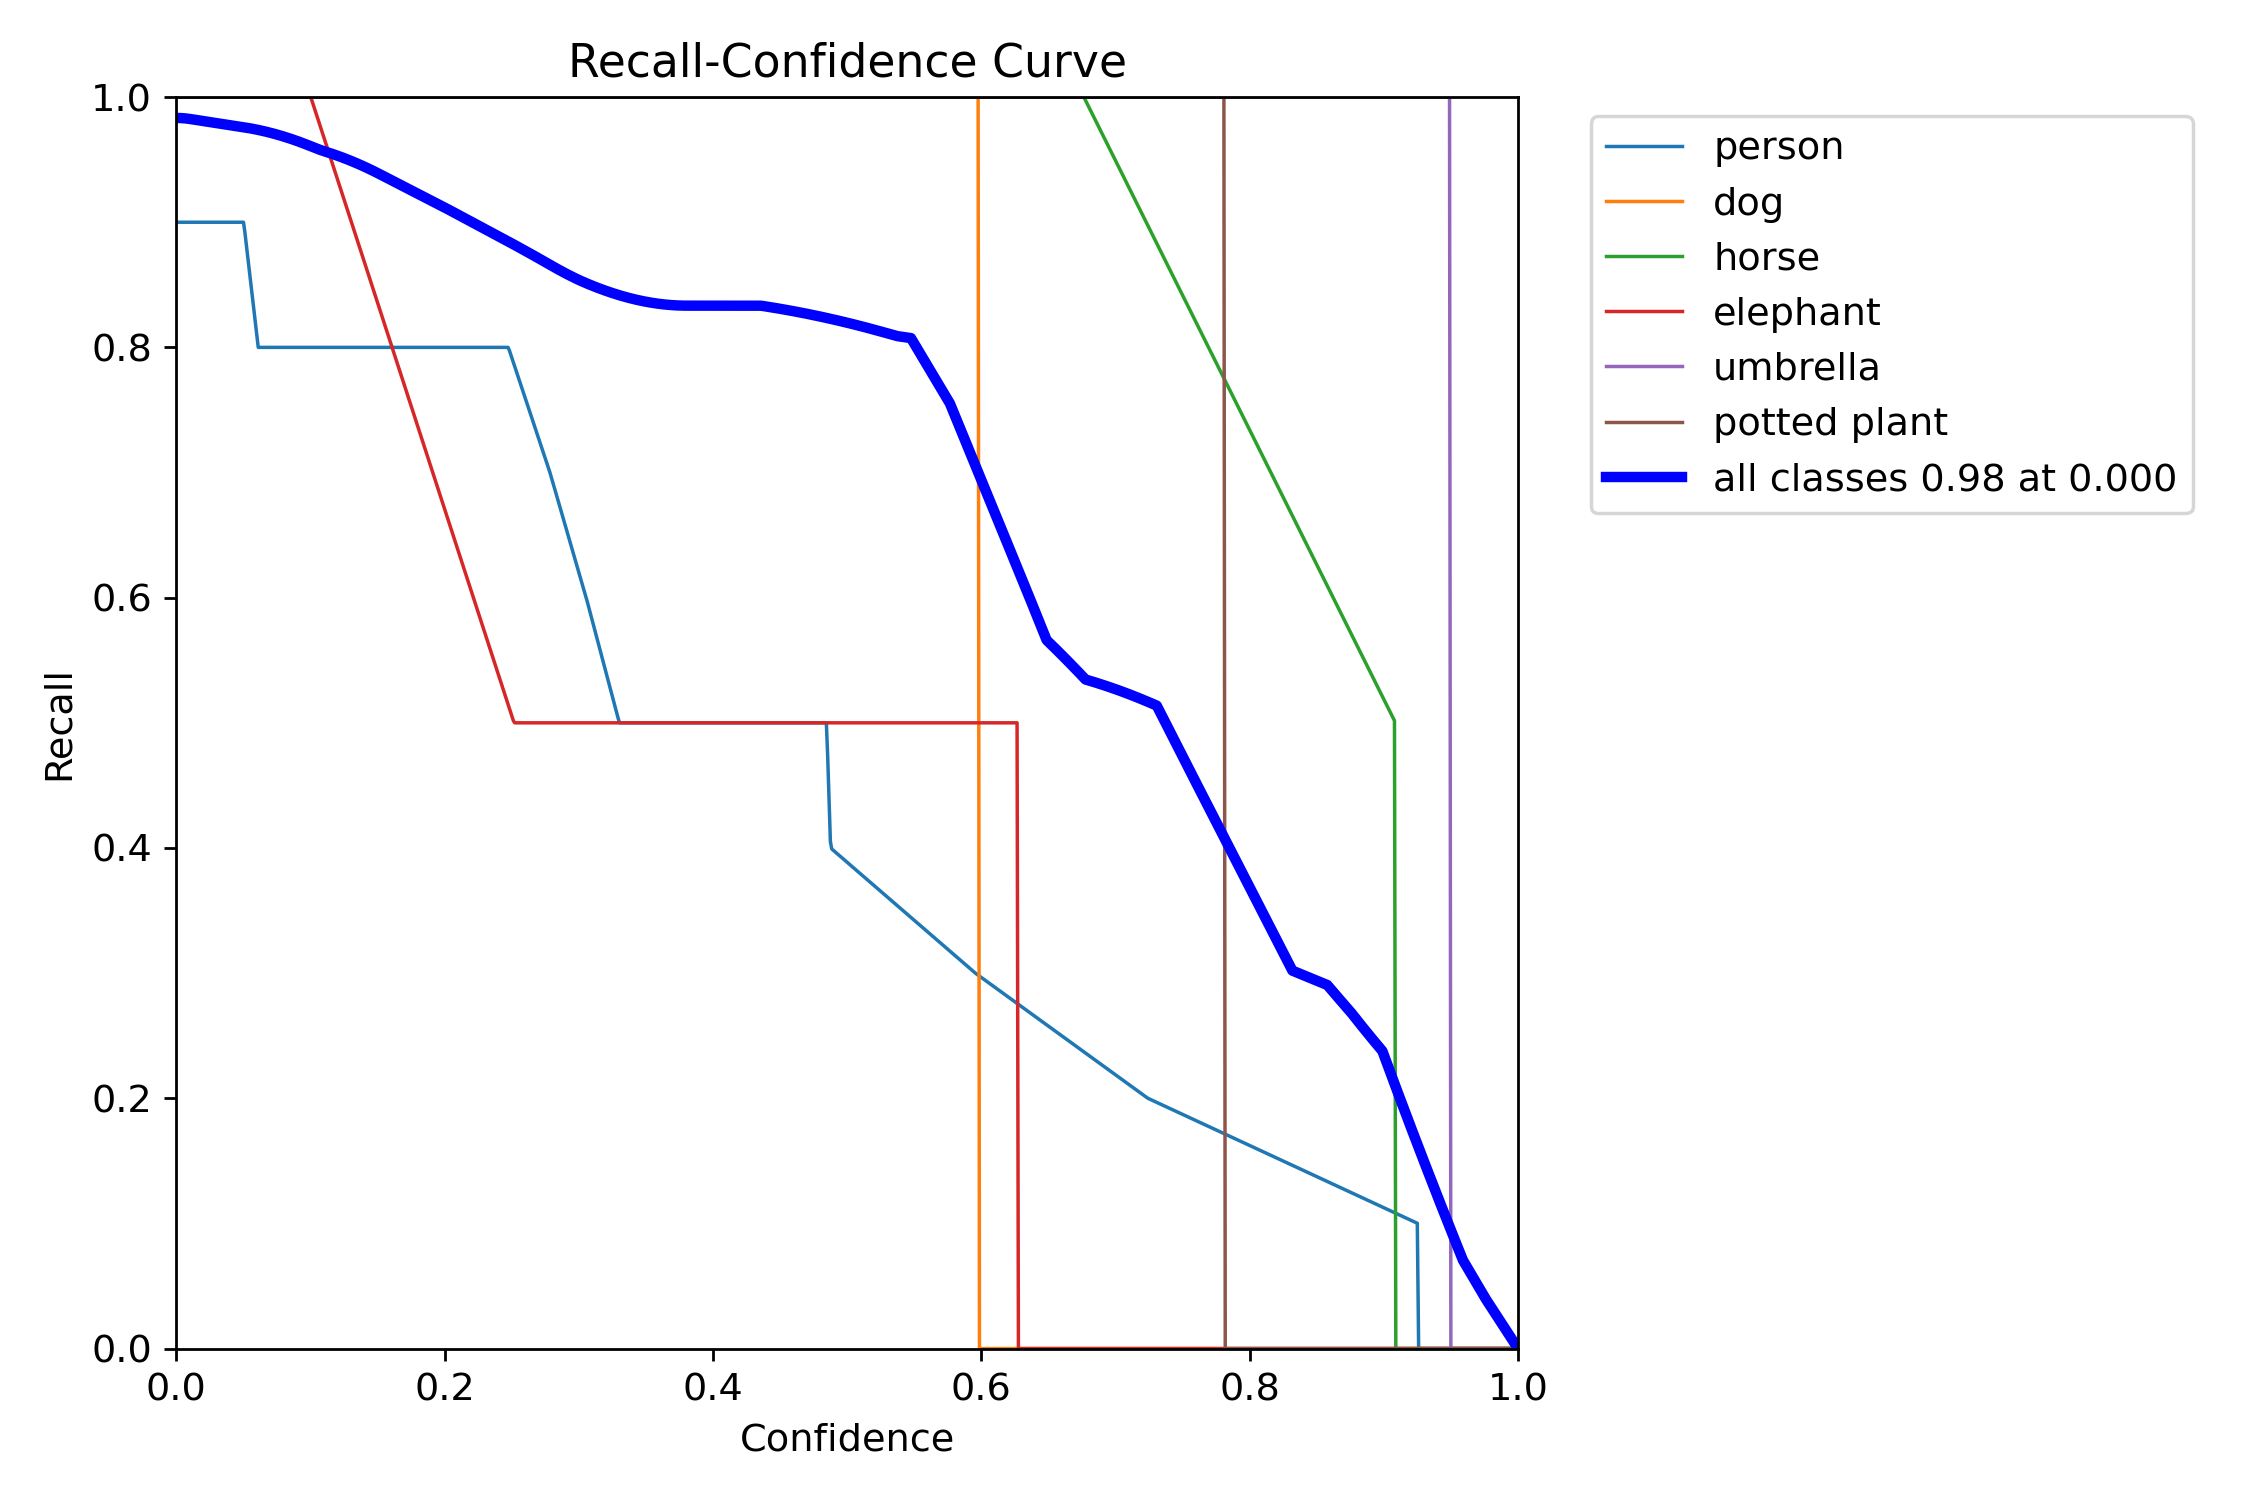 Recall-Confidence Curve
1.0
0.8
0.6
0.4
0.2
0.0
Recall
0.0 0.2 0.4 0.6 0.8 1.0
Confidence
person
dog
horse
elephant
umbrella
potted plant
all classes 0.98 at 0.000